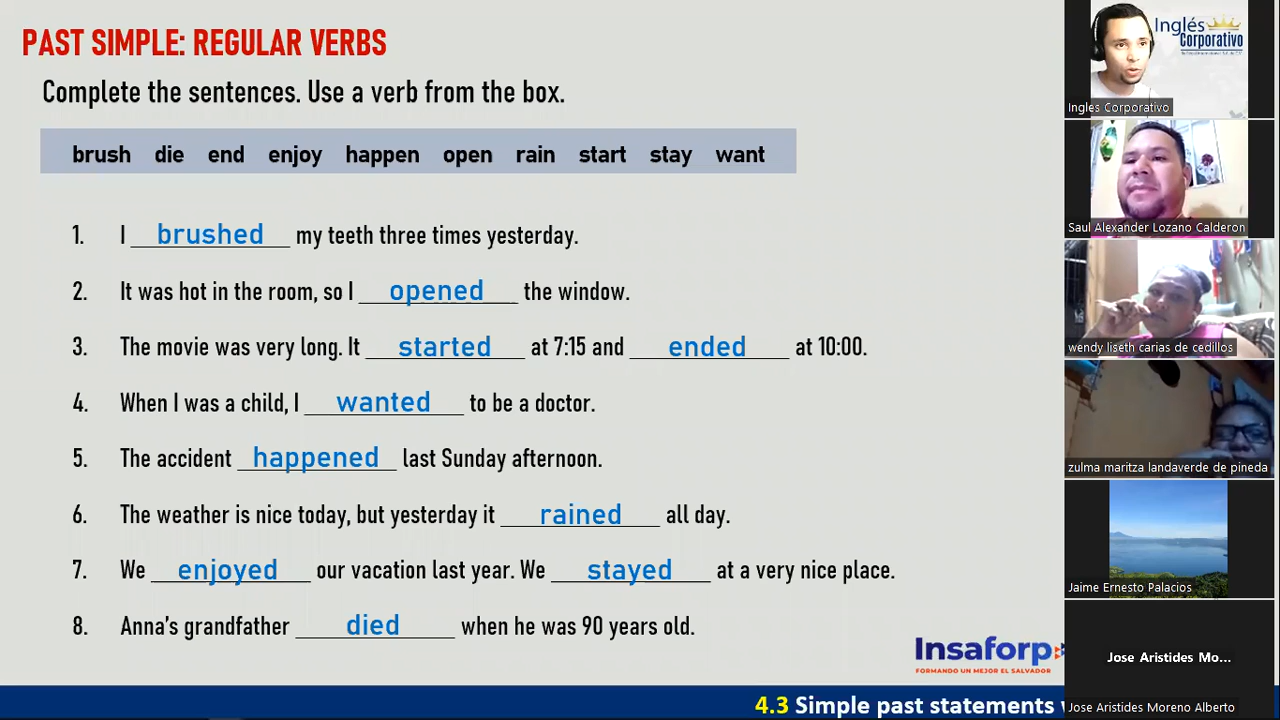 PAST SIMPLE: REGULAR VERBS
Complete the sentences. Use a verb from the box.
brush die end enjoy happen open rain start stay want
1. I brushed my teeth three times yesterday.
2. It was hot in the room, so I opened the window.
3. The movie was very long. It started at 7:15 and ended at 10:00.
4. When I was a child, I wanted to be a doctor.
5. The accident happened last Sunday afternoon.
6. The weather is nice today, but yesterday it rained all day.
7. We enjoyed our vacation last year. We stayed at a very nice place.
8. Anna's grandfather died when he was 90 years old.
Insaforp
FORMANDO UN MEJOR EL SALVADOR
4.3 Simple past statements
Inglés
Corporativo
Ingles Corporativo
Saul Alexander Lozano Calderon
wendy liseth carias de cedillos
zulma maritza landaverde de pineda
Jaime Ernesto Palacios
Jose Aristides Mo...
Jose Aristides Moreno Alberto